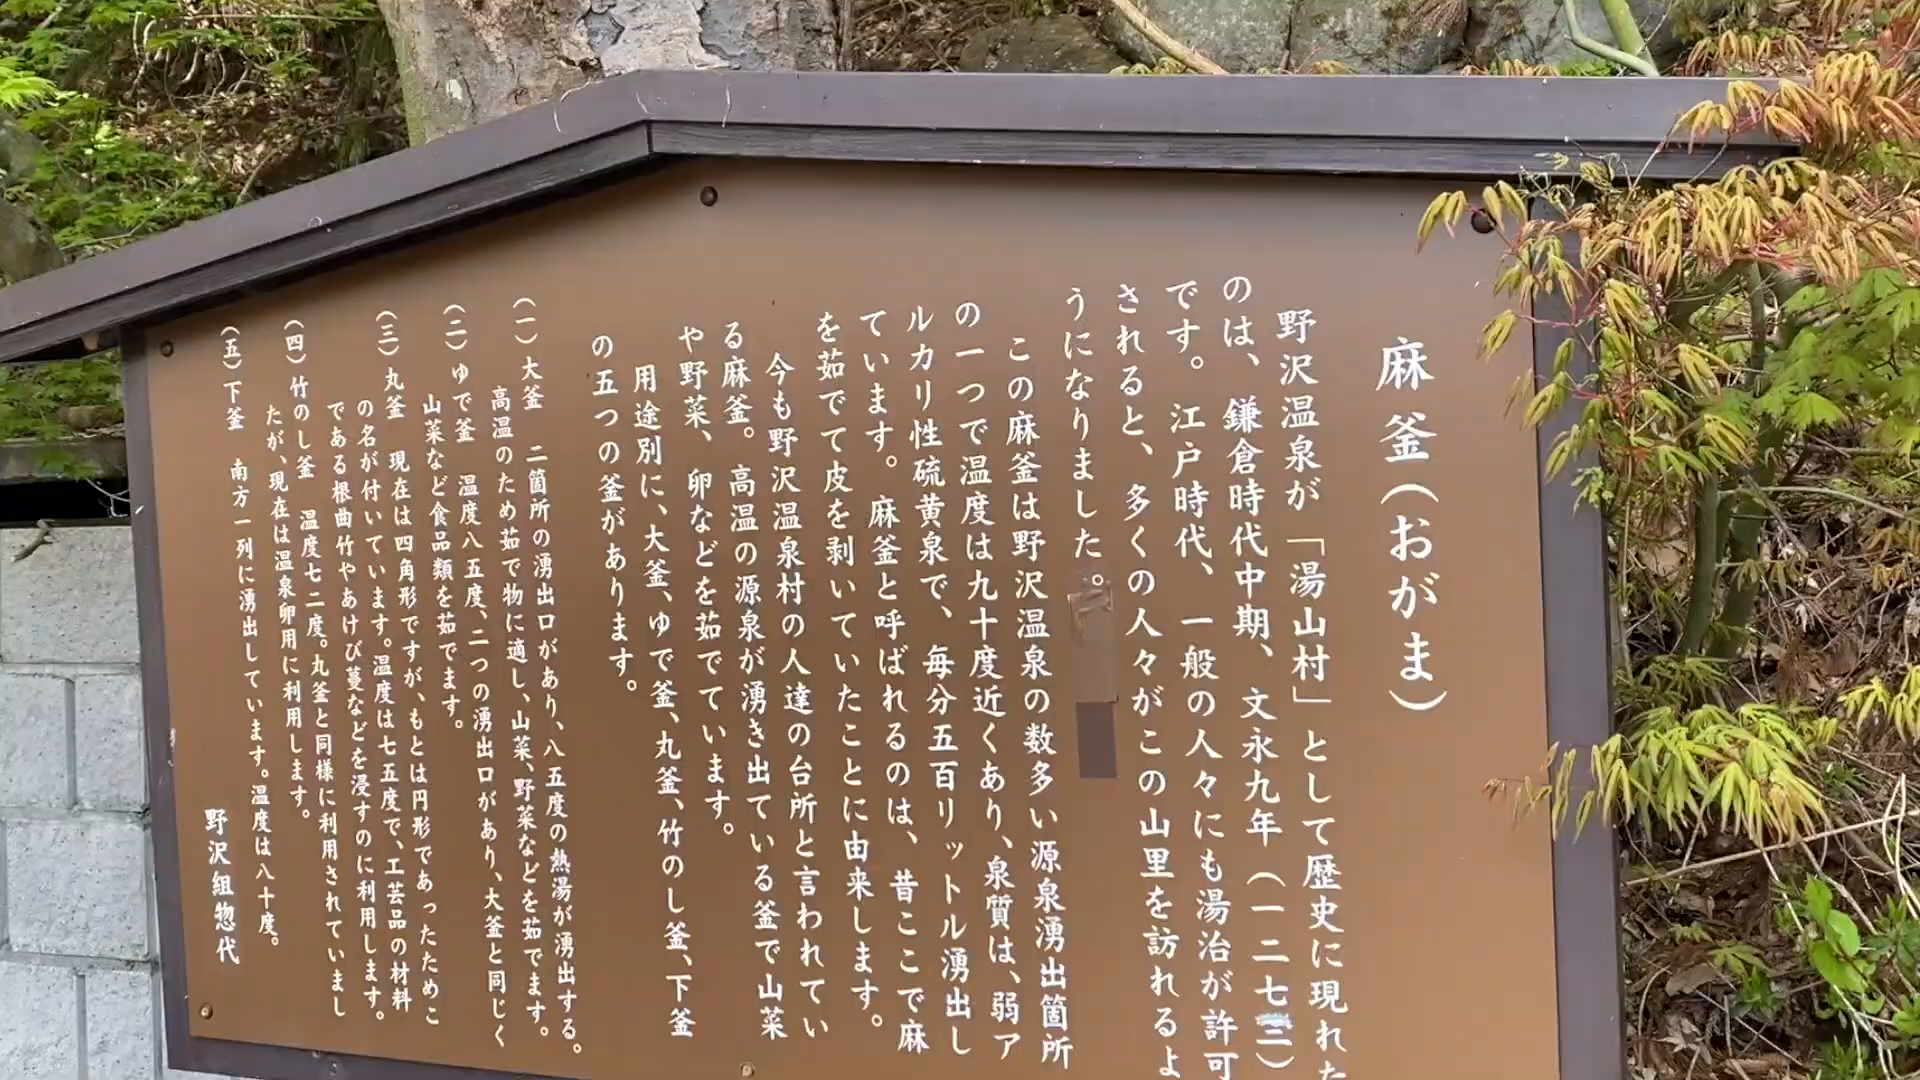 麻釜(おがま)
野沢温泉が「湯山村」として歴史に現れた
のは、鎌倉時代中期、文永九年(一二七三)
です。江戸時代、一般の人々にも湯治が許可
されると、多くの人々がこの山里を訪れるよ
うになりました。
この麻釜は野沢温泉の数多い源泉湧出箇所
の一つで温度は九十度近くあり、泉質は、弱ア
ルカリ性硫黄泉で、毎分五百リットル湧出し
ています。麻釜と呼ばれるのは、昔ここで麻
を茹でて皮を剥いていたことに由来します。
今も野沢温泉村の人達の台所と言われてい
る麻釜。高温の源泉が湧き出ている釜で山菜
や野菜、卵などを茹でています。
用途別に、大釜、ゆで釜、丸釜、竹のし釜、下釜
の五つの釜があります。
(一)大釜 二箇所の湧出口があり、八五度の熱湯が湧出する。
高温のため茹で物に適し、山菜、野菜などを茹でます。
(二)ゆで釜 温度八五度、二つの湧出口があり、大釜と同じく
山菜など食品類を茹でます。
(三)丸釜 現在は四角形ですが、もとは円形であったためこ
の名が付いています。温度は七五度で、工芸品の材料
である根曲竹やあけび蔓などを浸すのに利用します。
(四)竹のし釜 温度七二度。丸釜と同様に利用されていまし
たが、現在は温泉卵用に利用します。
(五)下釜 南方一列に湧出しています。温度は八十度。
野沢組惣代